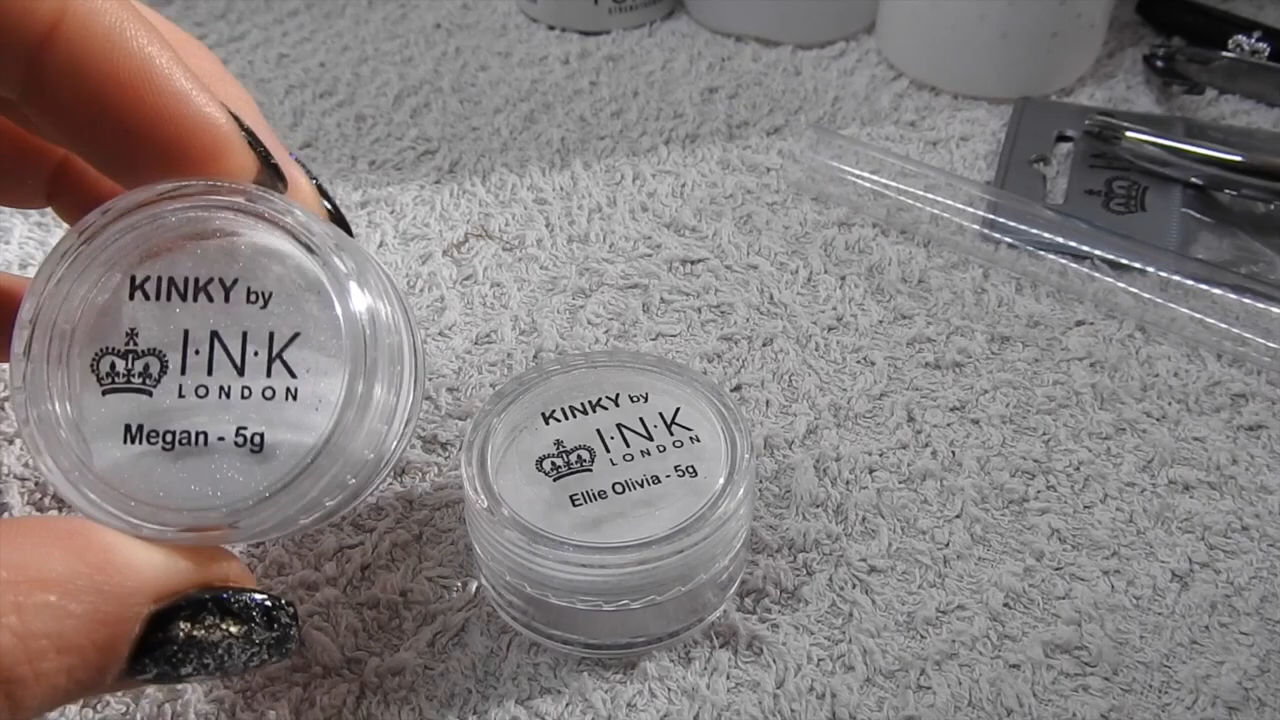 KINKY by
I·N·K
LONDON
Megan - 5g
KINKY by
I·N·K
LONDON
Ellie Olivia - 5g